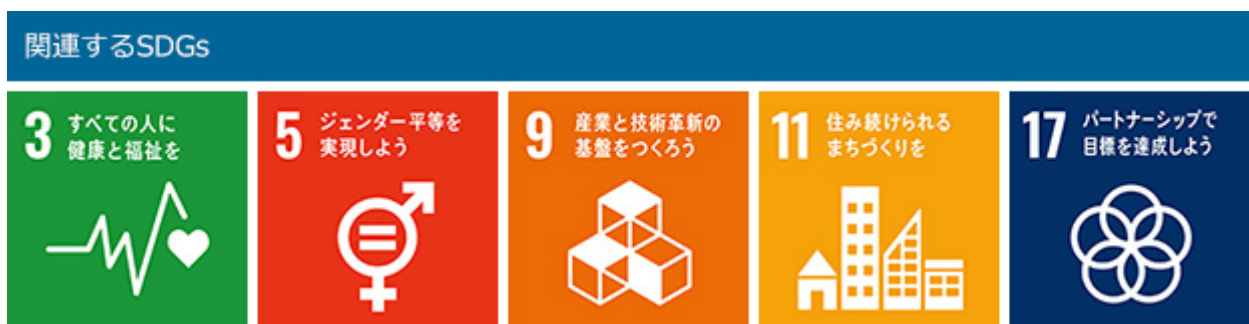 関連するSDGs
3 すべての人に
健康と福祉を
5 ジェンダー平等を
実現しよう
9 産業と技術革新の
基盤をつくろう
11 住み続けられる
まちづくりを
17 パートナーシップで
目標を達成しよう